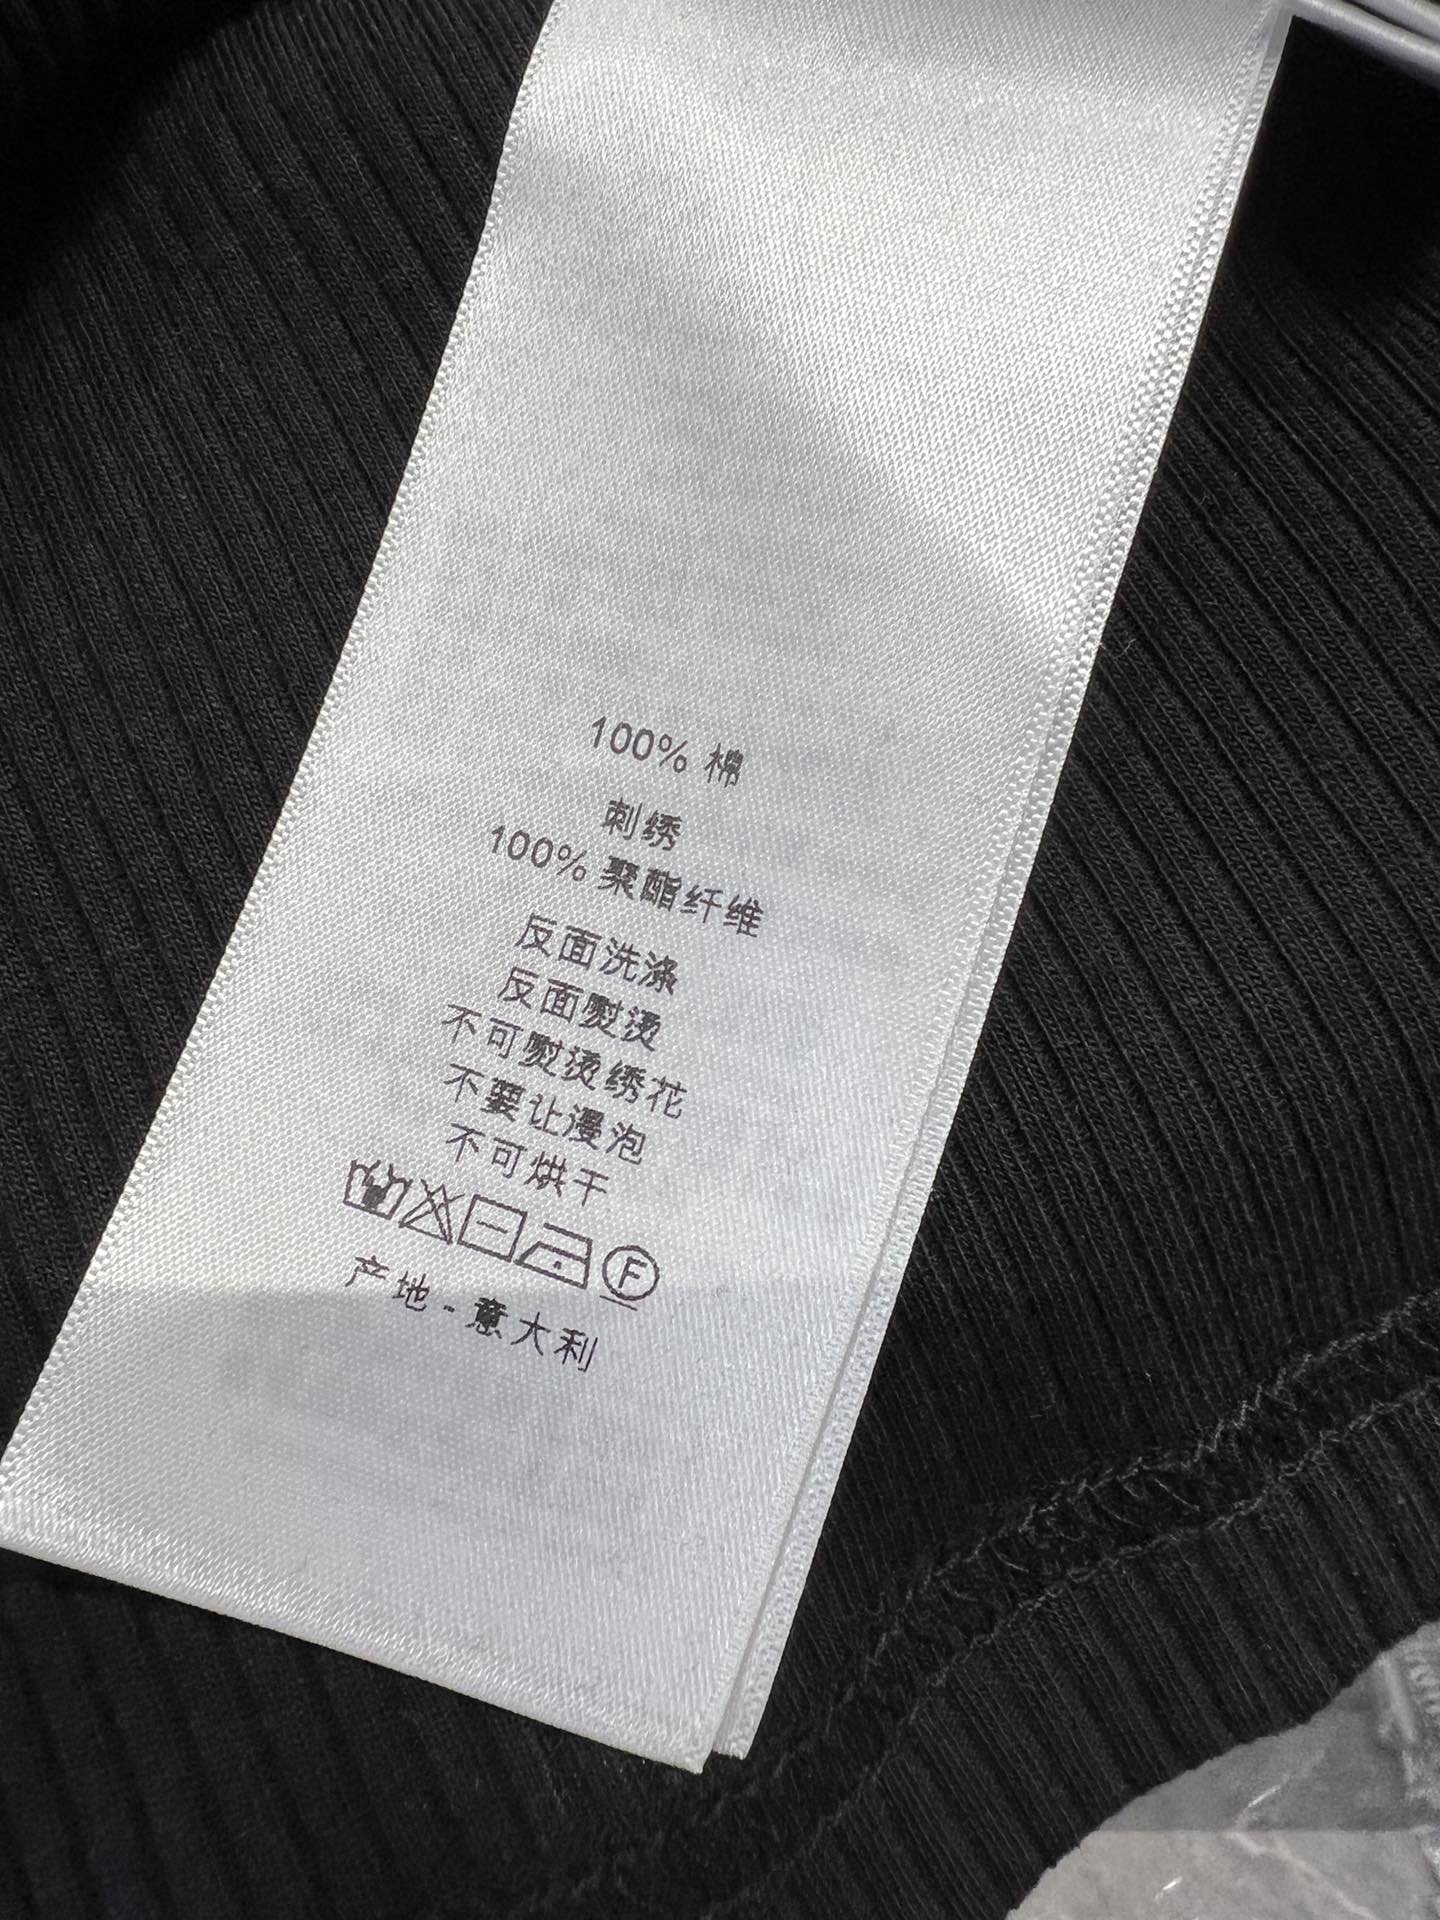 100% 棉
刺绣
100% 聚酯纤维
反面洗涤
反面熨烫
不可熨烫绣花
不要让漫泡
不可烘干
F
产地 - 意大利